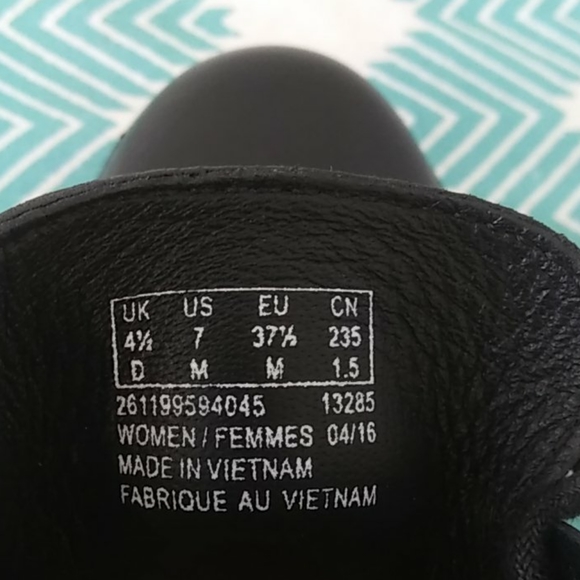 UK US EU CN
4½ 7 37½ 235
D M M 1.5
261199594045 13285
WOMEN / FEMMES 04/16
MADE IN VIETNAM
FABRIQUE AU VIETNAM